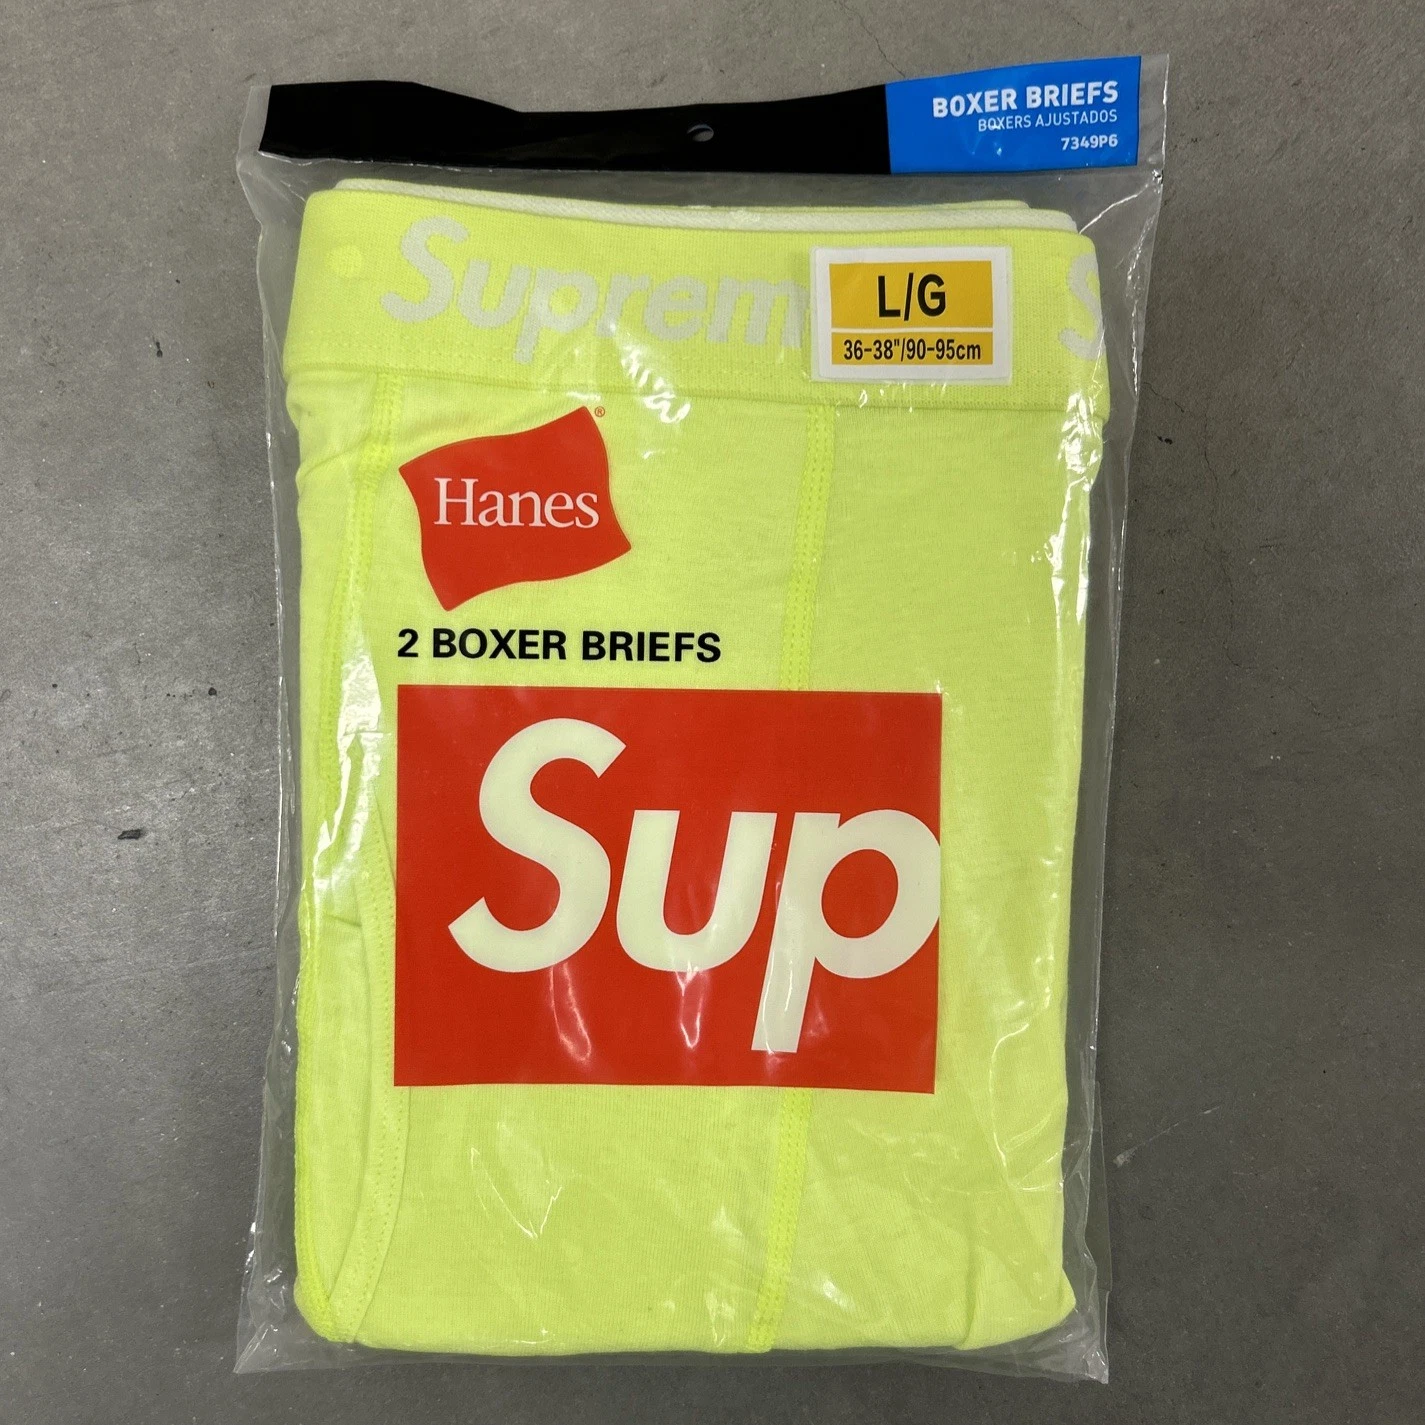 BOXER BRIEFS
BOXERS AJUSTADOS
7349P6
Suprem
S
L/G
36-38"/90-95cm
Hanes®
2 BOXER BRIEFS
Sup